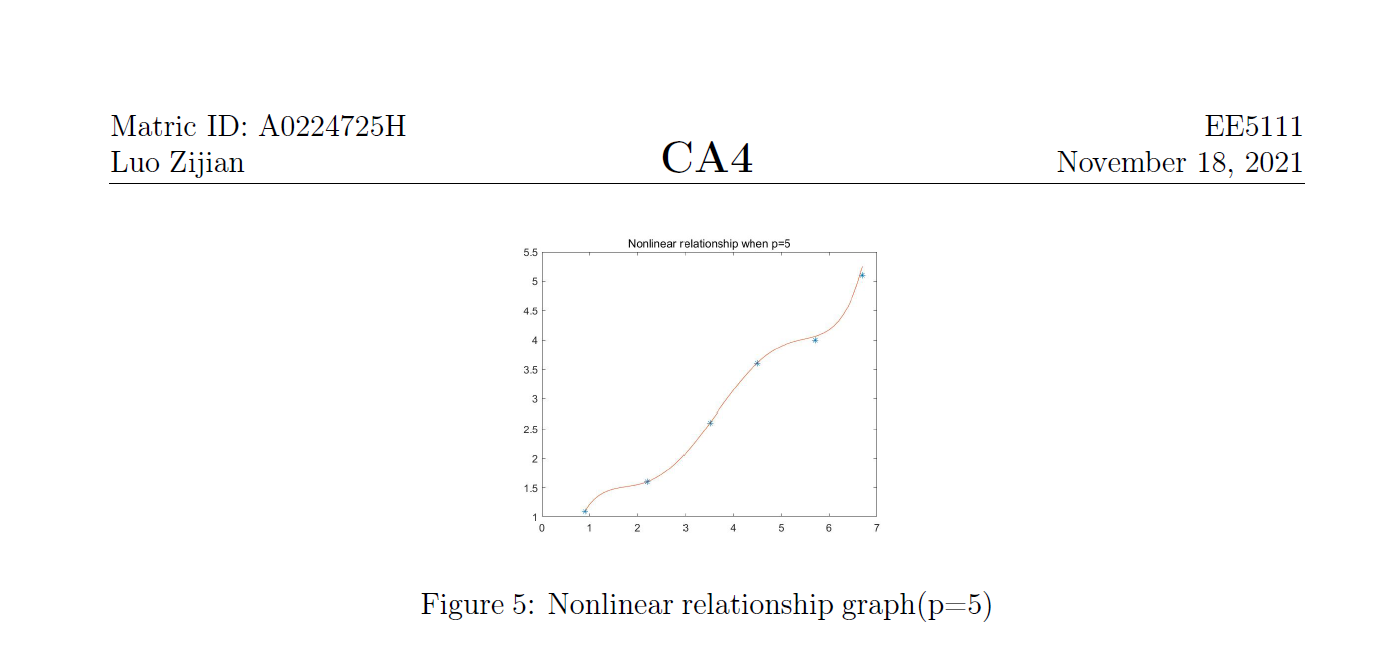 Matric ID: A0224725H
EE5111
Luo Zijian
CA4
November 18, 2021
Nonlinear relationship when p=5
5.5
5
4.5
4
3.5
3
2.5
2
1.5
1
0 1 2 3 4 5 6 7
Figure 5: Nonlinear relationship graph(p=5)